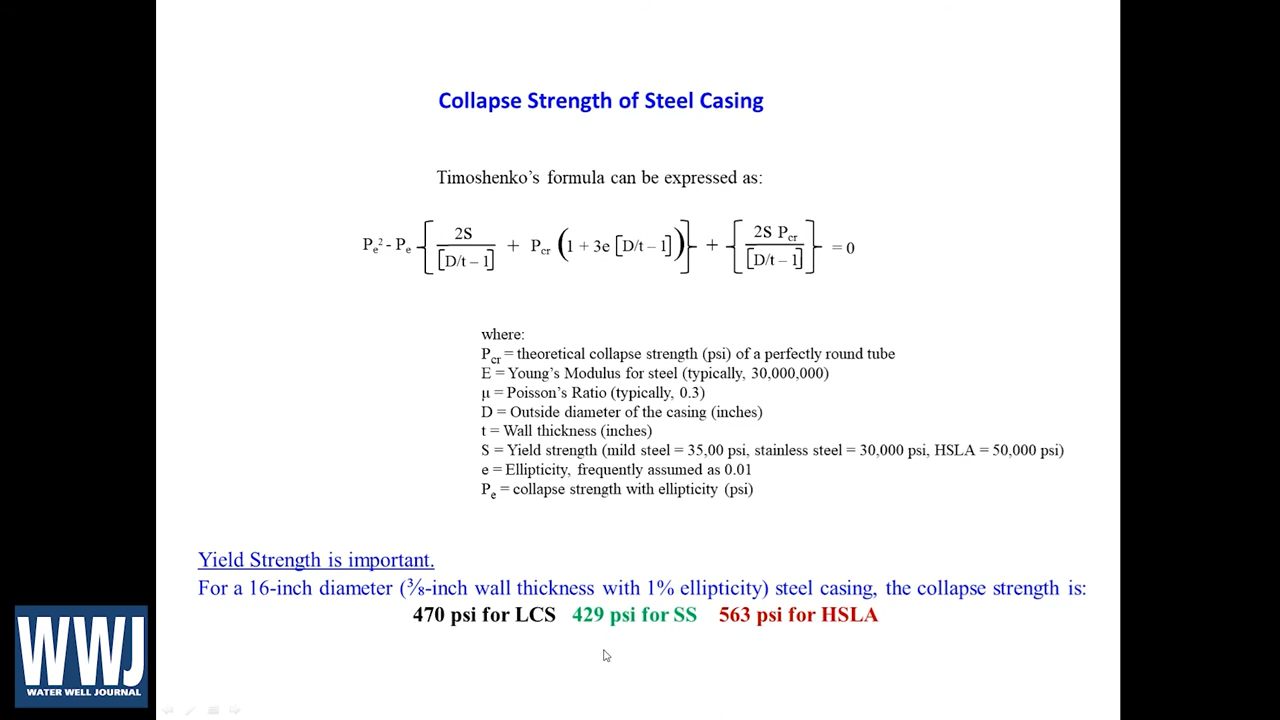 Collapse Strength of Steel Casing
Timoshenko's formula can be expressed as:
Pₑ² - Pₑ { 2S / [D/t – 1] + P_cr (1 + 3e [D/t – 1]) } + { 2S P_cr / [D/t – 1] } = 0
where:
P_cr = theoretical collapse strength (psi) of a perfectly round tube
E = Young's Modulus for steel (typically, 30,000,000)
μ = Poisson's Ratio (typically, 0.3)
D = Outside diameter of the casing (inches)
t = Wall thickness (inches)
S = Yield strength (mild steel = 35,00 psi, stainless steel = 30,000 psi, HSLA = 50,000 psi)
e = Ellipticity, frequently assumed as 0.01
Pₑ = collapse strength with ellipticity (psi)
Yield Strength is important.
For a 16-inch diameter (⅜-inch wall thickness with 1% ellipticity) steel casing, the collapse strength is:
470 psi for LCS 429 psi for SS 563 psi for HSLA
WWJ
WATER WELL JOURNAL